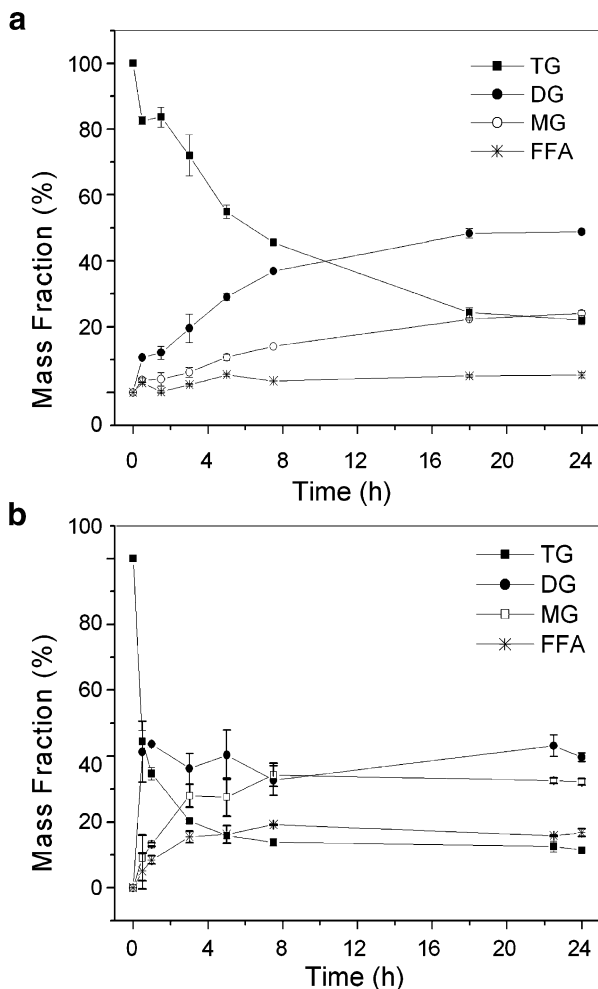 a
100
80
60
40
20
0
Mass Fraction (%)
TG
DG
MG
FFA
0 4 8 12 16 20 24
Time (h)
b
100
80
60
40
20
0
Mass Fraction (%)
TG
DG
MG
FFA
0 4 8 12 16 20 24
Time (h)